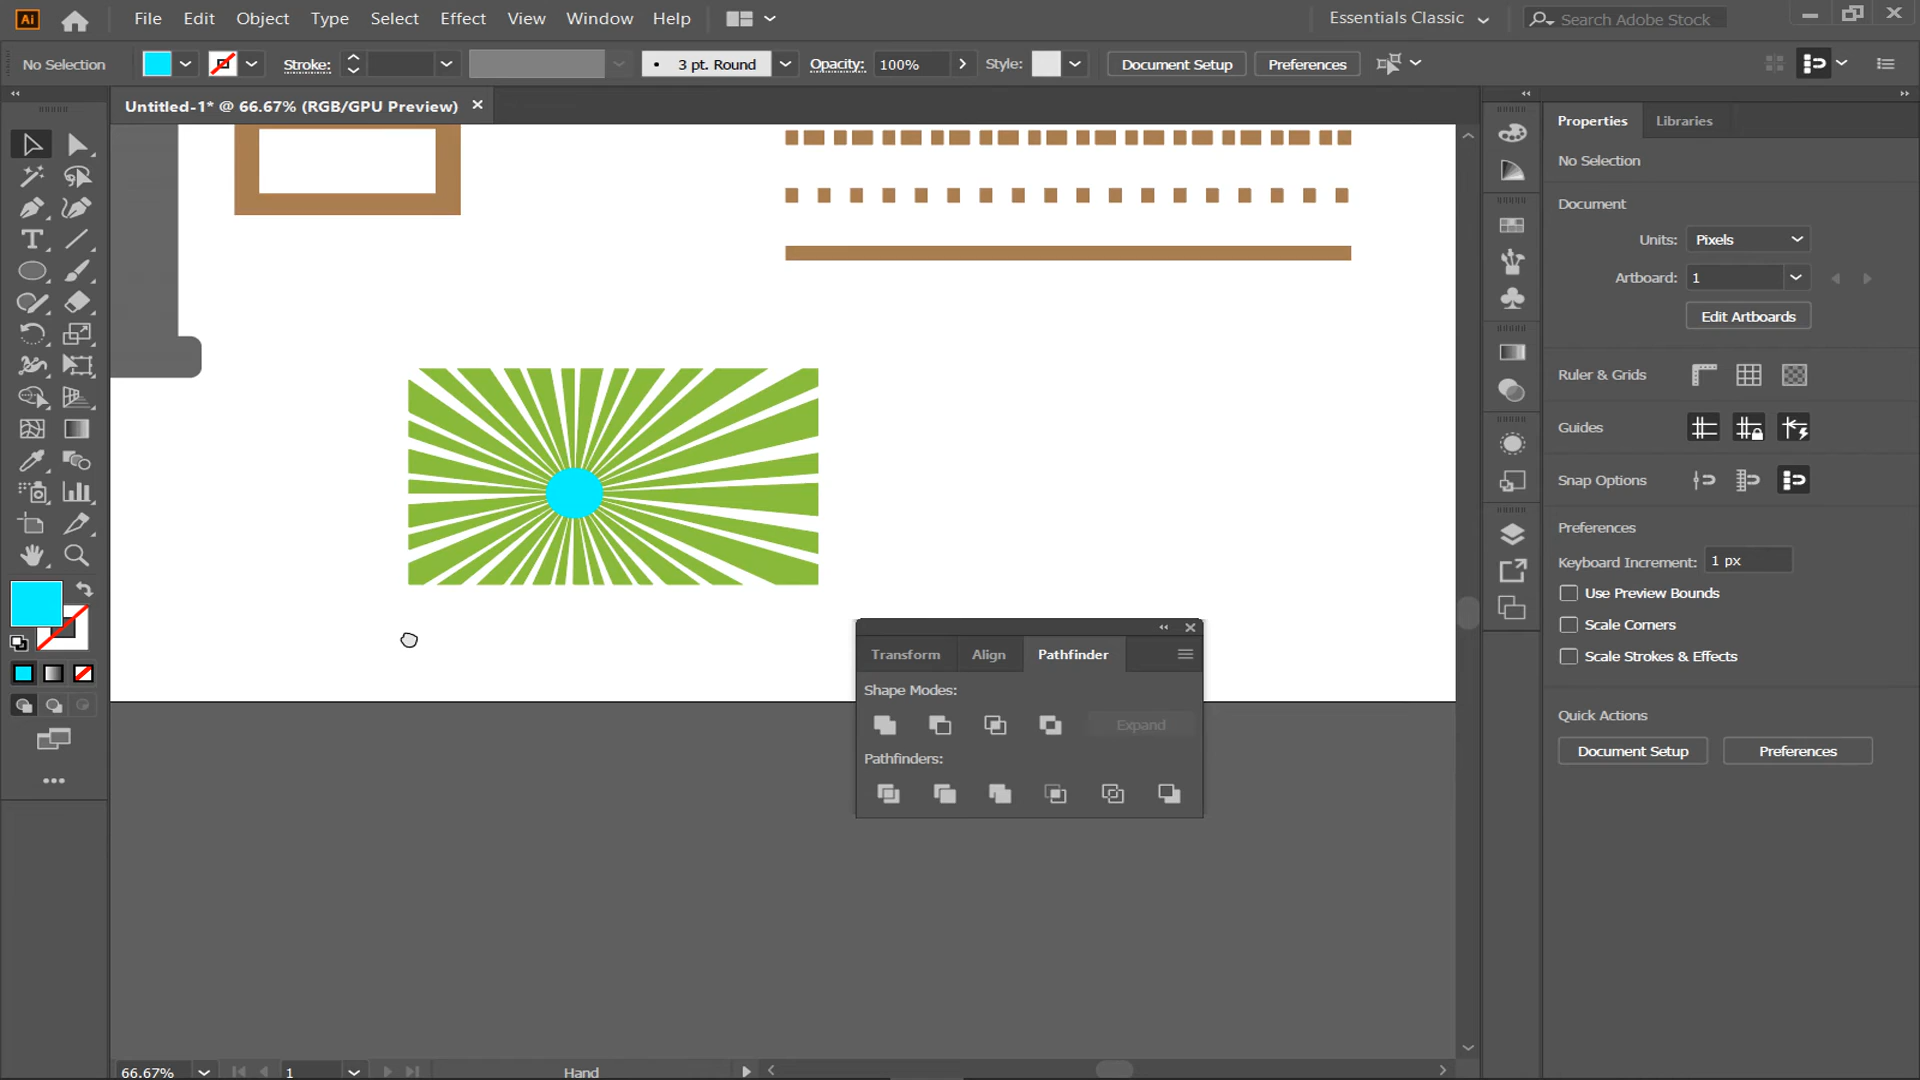 Ai File Edit Object Type Select Effect View Window Help Essentials Classic Search Adobe Stock
No Selection Stroke: 3 pt. Round Opacity: 100% Style: Document Setup Preferences
Untitled-1* @ 66.67% (RGB/GPU Preview)
Properties Libraries
No Selection
Document
Units: Pixels
Artboard: 1
Edit Artboards
Ruler & Grids
Guides
Snap Options
Preferences
Keyboard Increment: 1 px
Use Preview Bounds
Scale Corners
Scale Strokes & Effects
Quick Actions
Document Setup Preferences
Transform Align Pathfinder
Shape Modes:
Expand
Pathfinders:
66.67% 1 Hand